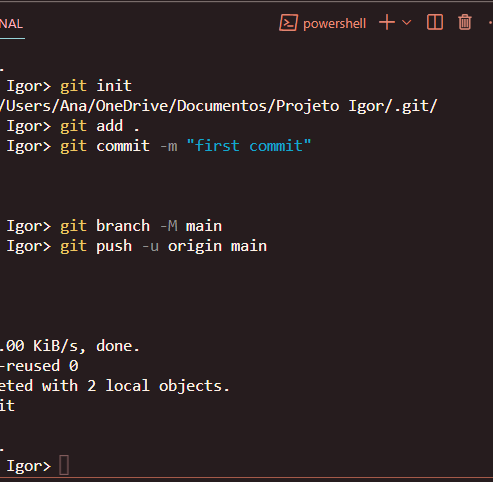 NAL powershell
.
Igor> git init
/Users/Ana/OneDrive/Documentos/Projeto Igor/.git/
Igor> git add .
Igor> git commit -m "first commit"
Igor> git branch -M main
Igor> git push -u origin main
.00 KiB/s, done.
-reused 0
eted with 2 local objects.
it
.
Igor>